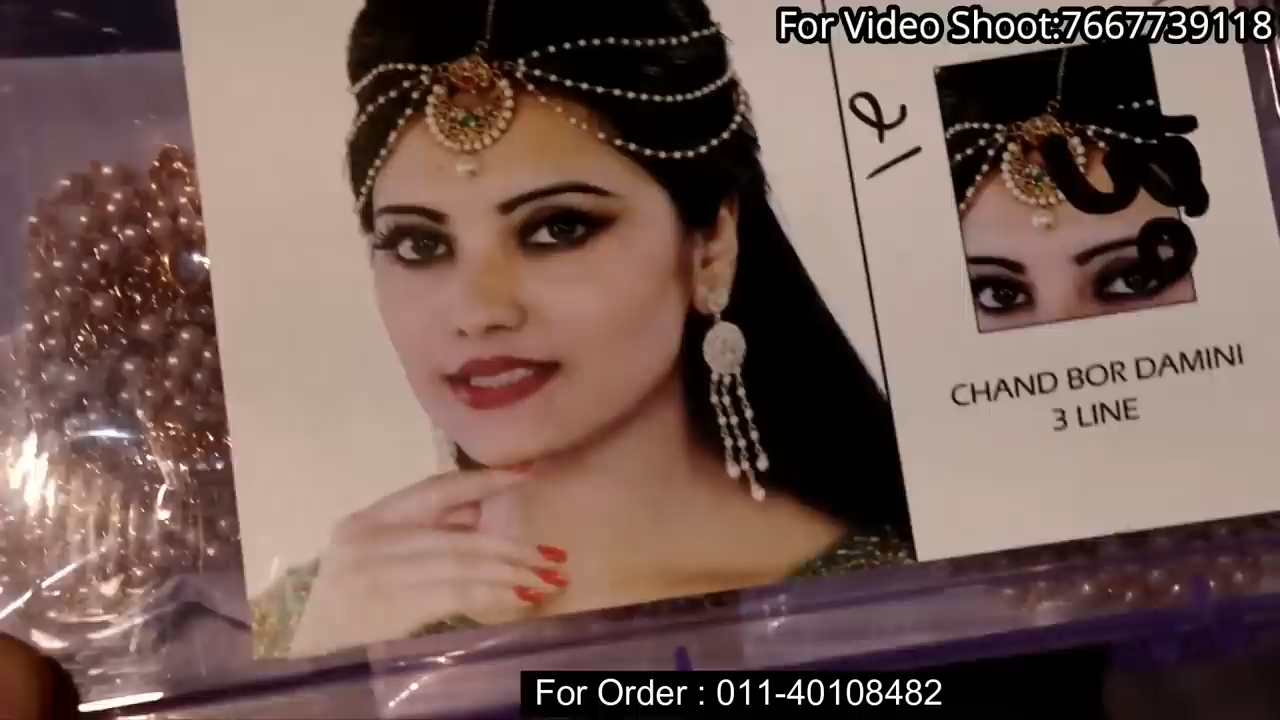 For Video Shoot:7667739118
CHAND BOR DAMINI
3 LINE
For Order : 011-40108482